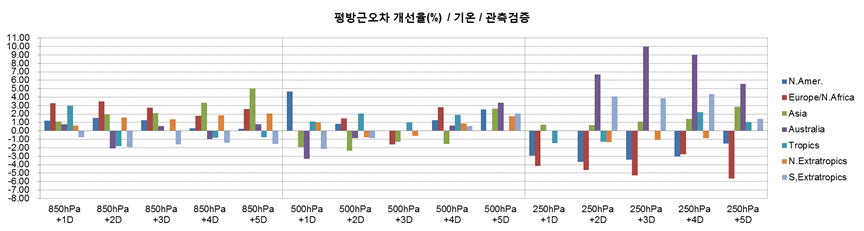 평방근오차 개선율(%) / 기온 / 관측검증
11.00
10.00
9.00
8.00
7.00
6.00
5.00
4.00
3.00
2.00
1.00
0.00
-1.00
-2.00
-3.00
-4.00
-5.00
-6.00
-7.00
-8.00
N.Amer.
Europe/N.Africa
Asia
Australia
Tropics
N.Extratropics
S,Extratropics
850hPa 850hPa 850hPa 850hPa 850hPa 500hPa 500hPa 500hPa 500hPa 500hPa 250hPa 250hPa 250hPa 250hPa 250hPa
+1D +2D +3D +4D +5D +1D +2D +3D +4D +5D +1D +2D +3D +4D +5D